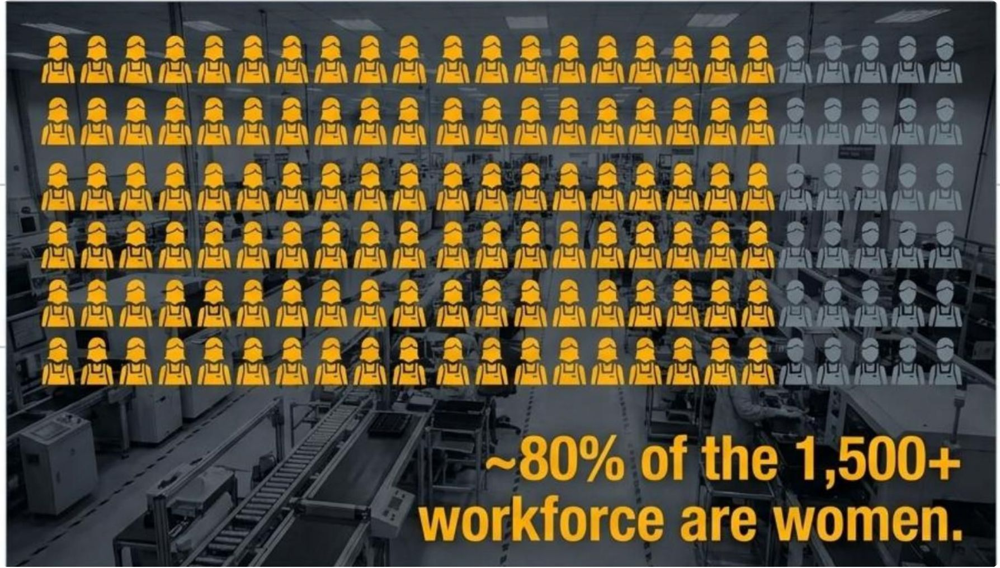 ~80% of the 1,500+
workforce are women.